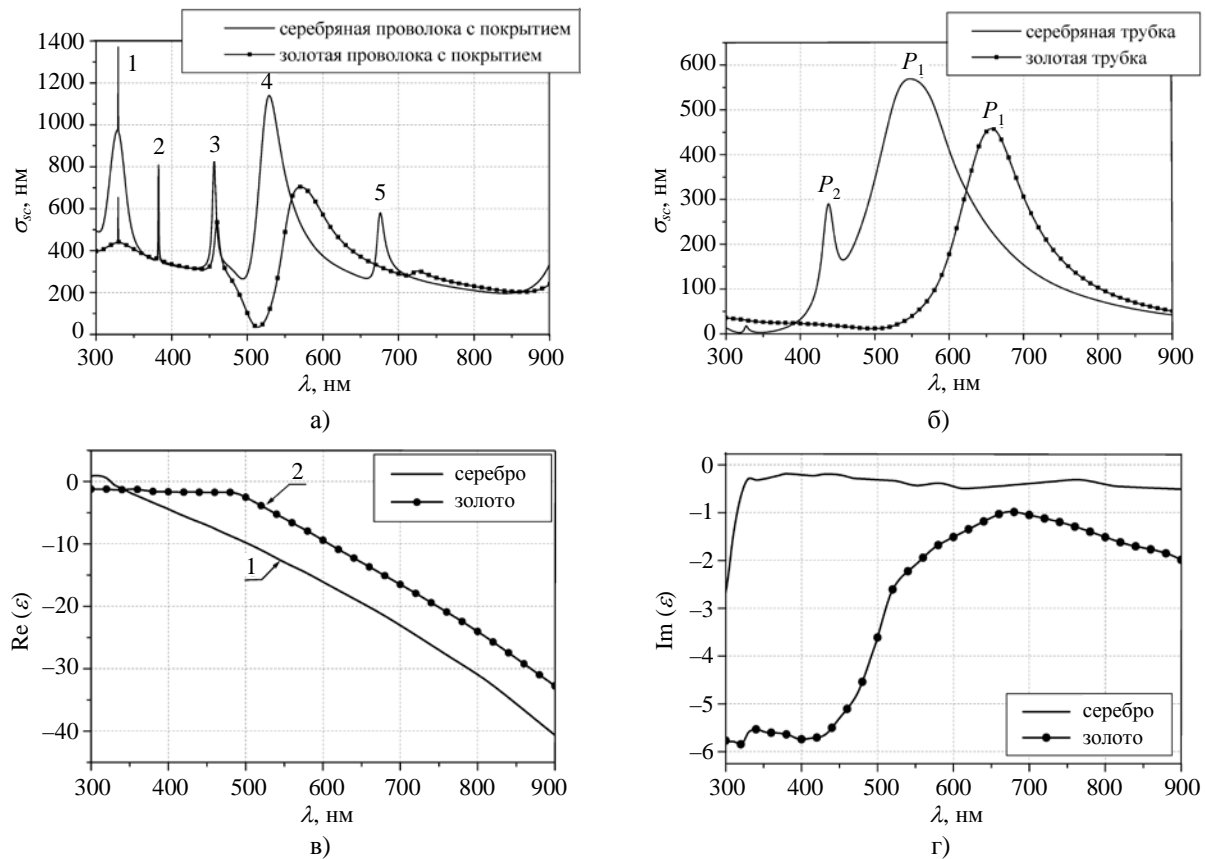 серебряная проволока с покрытием
золотая проволока с покрытием
1400
1200
1000
800
600
400
200
0
σsc, нм
1
2
3
4
5
300 400 500 600 700 800 900
λ, нм
а)
серебряная трубка
золотая трубка
600
500
400
300
200
100
0
σsc, нм
P2
P1
P1
300 400 500 600 700 800 900
λ, нм
б)
серебро
золото
0
–10
–20
–30
–40
Re (ε)
2
1
300 400 500 600 700 800 900
λ, нм
в)
0
–1
–2
–3
–4
–5
–6
Im (ε)
серебро
золото
300 400 500 600 700 800 900
λ, нм
г)